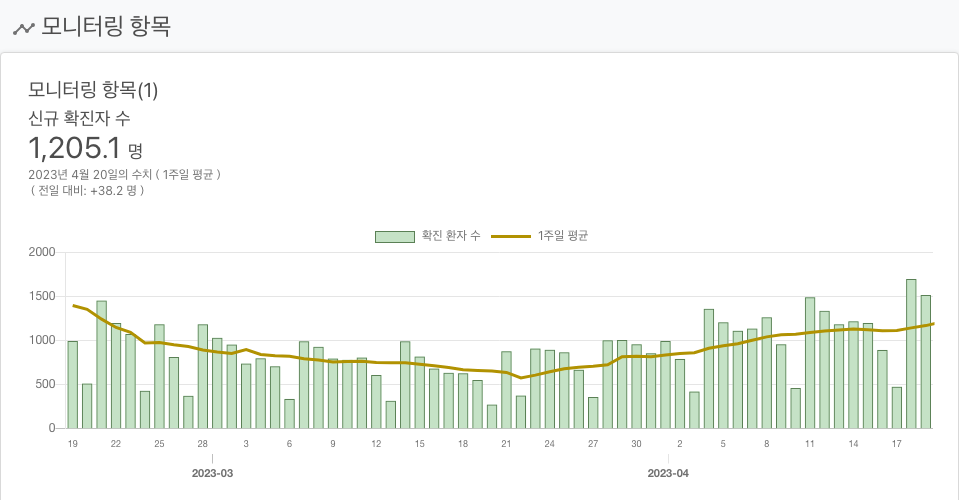 모니터링 항목
모니터링 항목(1)
신규 확진자 수
1,205.1 명
2023년 4월 20일의 수치 ( 1주일 평균 )
( 전일 대비: +38.2 명 )
확진 환자 수 1주일 평균
2000
1500
1000
500
0
19 22 25 28 3 6 9 12 15 18 21 24 27 30 2 5 8 11 14 17
2023-03 2023-04